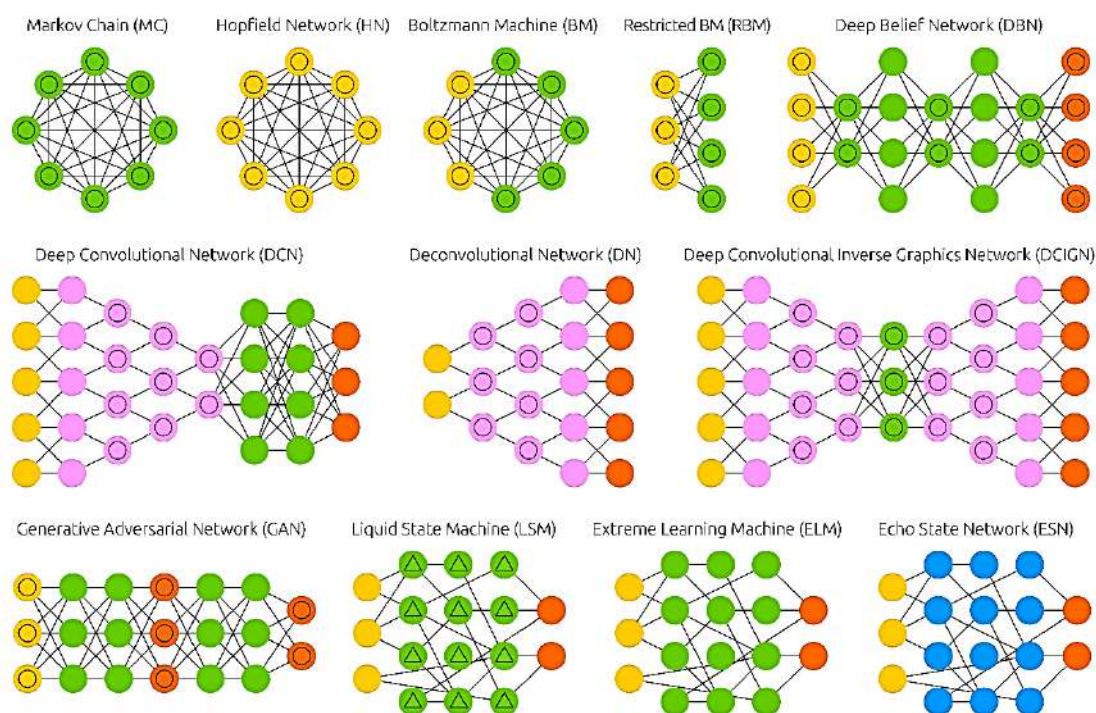 Markov Chain (MC)
Hopfield Network (HN)
Boltzmann Machine (BM)
Restricted BM (RBM)
Deep Belief Network (DBN)
Deep Convolutional Network (DCN)
Deconvolutional Network (DN)
Deep Convolutional Inverse Graphics Network (DCIGN)
Generative Adversarial Network (GAN)
Liquid State Machine (LSM)
Extreme Learning Machine (ELM)
Echo State Network (ESN)